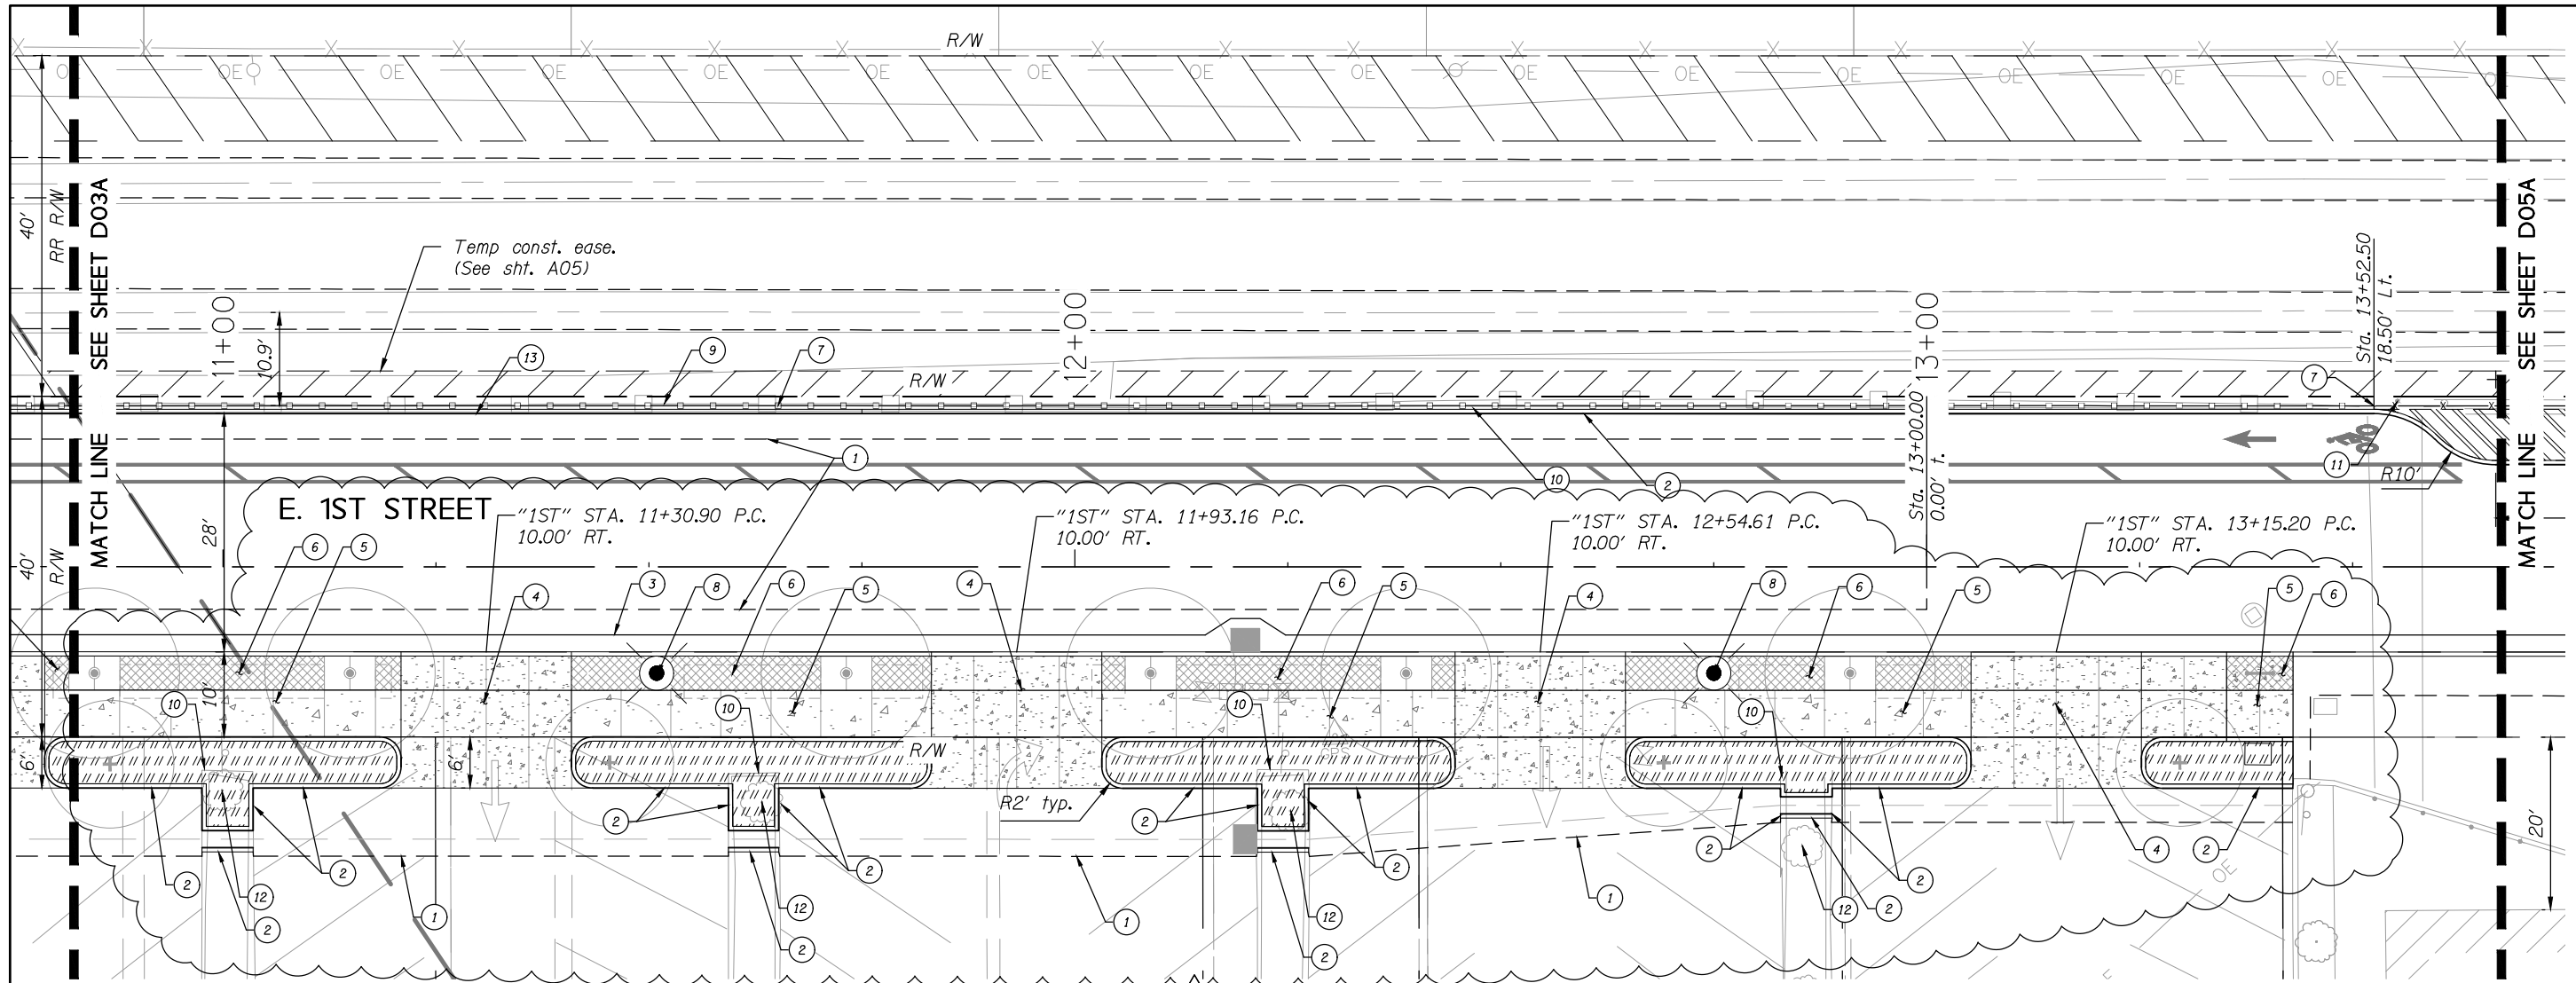 R/W
OE OE OE OE OE OE OE OE OE OE OE OE OE OE
40'
RR R/W
MATCH LINE SEE SHEET D03A
Temp const. ease.
(See sht. A05)
11+00
10.9'
12+00
13+00
Sta. 13+52.50
18.50' Lt.
MATCH LINE SEE SHEET D05A
13
9
7
R/W
7
1
10
2
11
R10'
Sta. 13+00.00
E. 1ST STREET
28'
40'
R/W
"1ST" STA. 11+30.90 P.C.
10.00' RT.
"1ST" STA. 11+93.16 P.C.
10.00' RT.
"1ST" STA. 12+54.61 P.C.
10.00' RT.
"1ST" STA. 13+15.20 P.C.
10.00' RT.
6
5
4
3
8
6
5
4
6
5
4
8
6
5
5
6
10'
10
10
10
10
6'
6'
R/W
R2' typ.
20'
2
12
2
2
1
2
2
12
2
2
1
2
12
2
1
2
2
12
2
4
2
OE